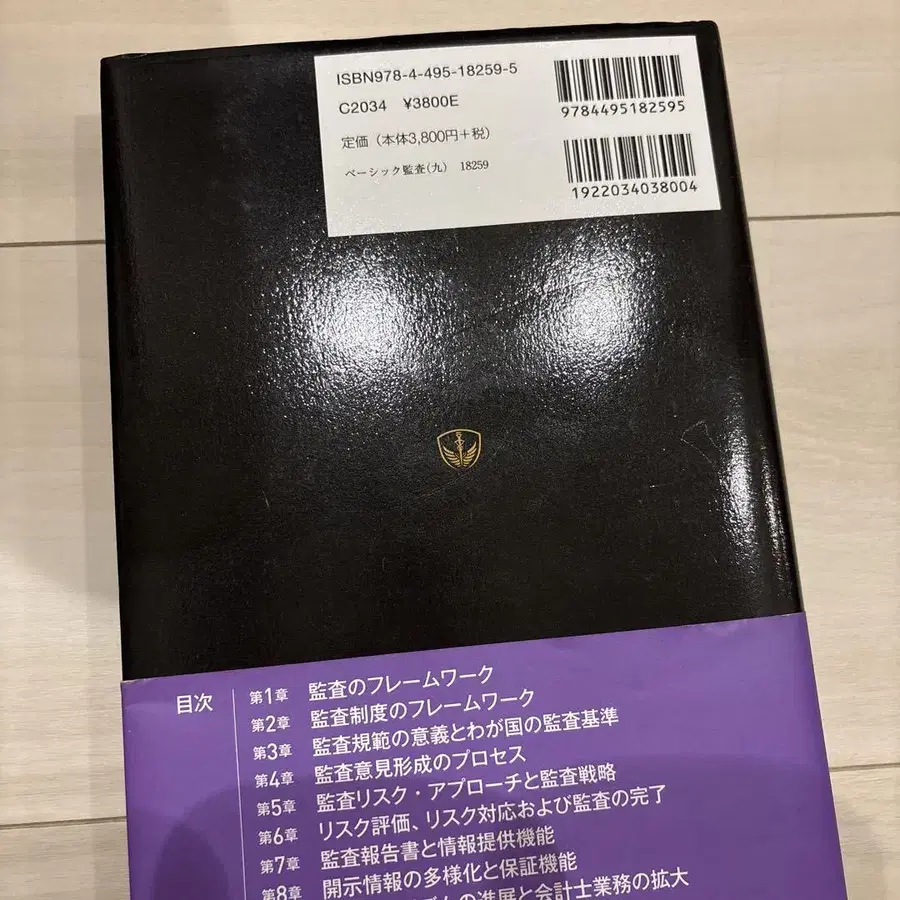 ISBN978-4-495-18259-5
C2034 ¥3800E
定価（本体3,800円＋税）
ベーシック監査(九) 18259
9784495182595
1922034038004
目次
第1章 監査のフレームワーク
第2章 監査制度のフレームワーク
第3章 監査規範の意義とわが国の監査基準
第4章 監査意見形成のプロセス
第5章 監査リスク・アプローチと監査戦略
第6章 リスク評価、リスク対応および監査の完了
第7章 監査報告書と情報提供機能
第8章 開示情報の多様化と保証機能
の進展と会計士業務の拡大